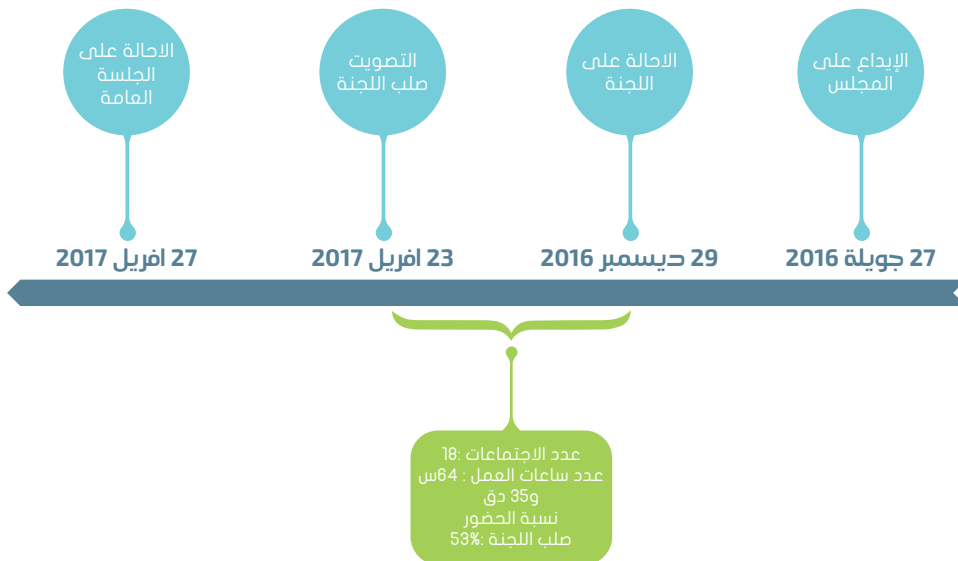 الإيداع على
المجلس
الاحالة على
اللجنة
التصويت
صلب اللجنة
الاحالة على
الجلسة
العامة
27 جويلة 2016
29 ديسمبر 2016
23 افريل 2017
27 افريل 2017
عدد الاجتماعات :18
عدد ساعات العمل : 64س
و35 دق
نسبة الحضور
صلب اللجنة :53%